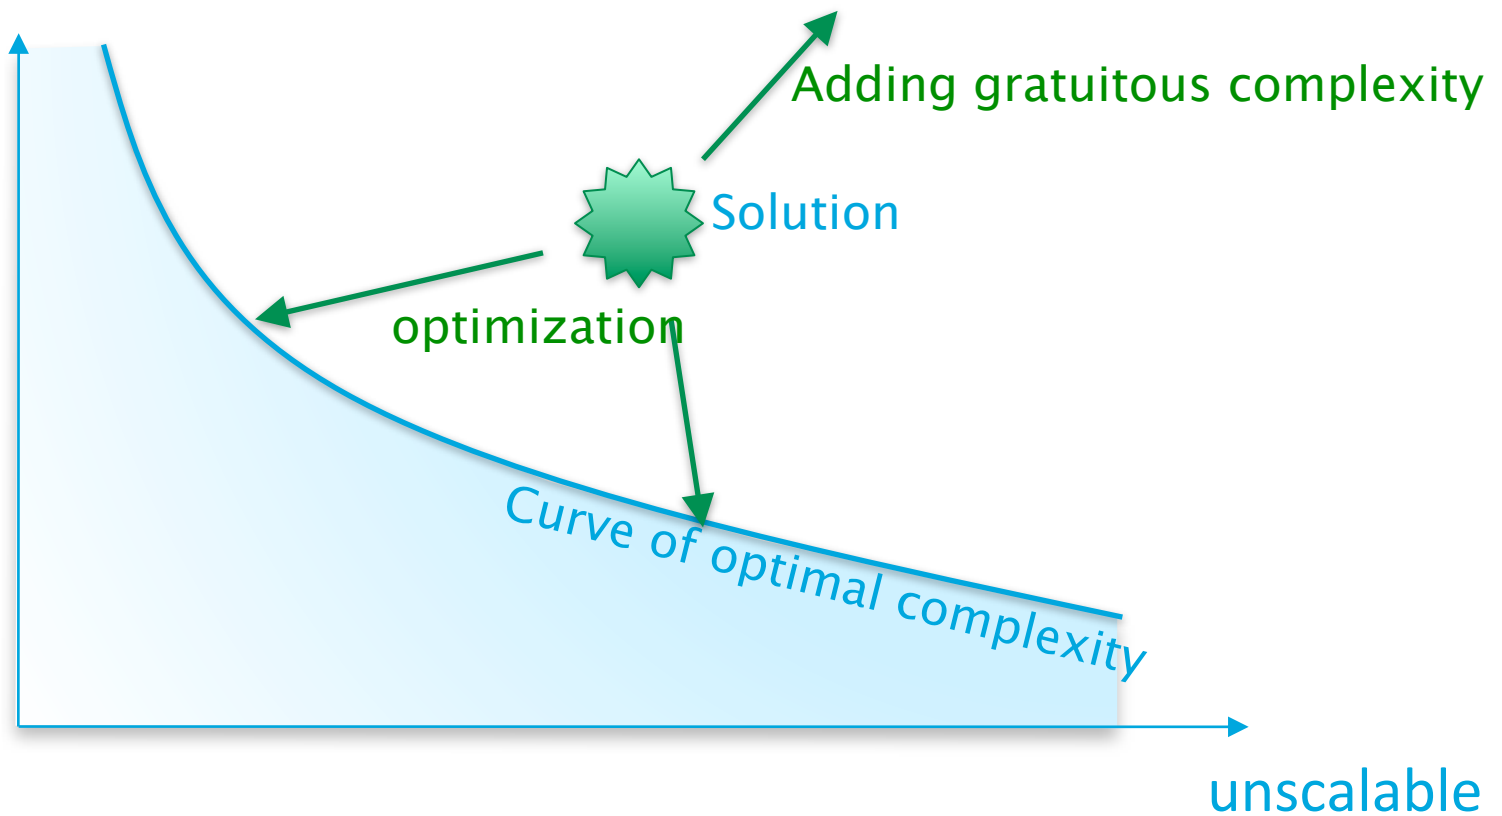 Adding gratuitous complexity
Solution
optimization
Curve of optimal complexity
unscalable